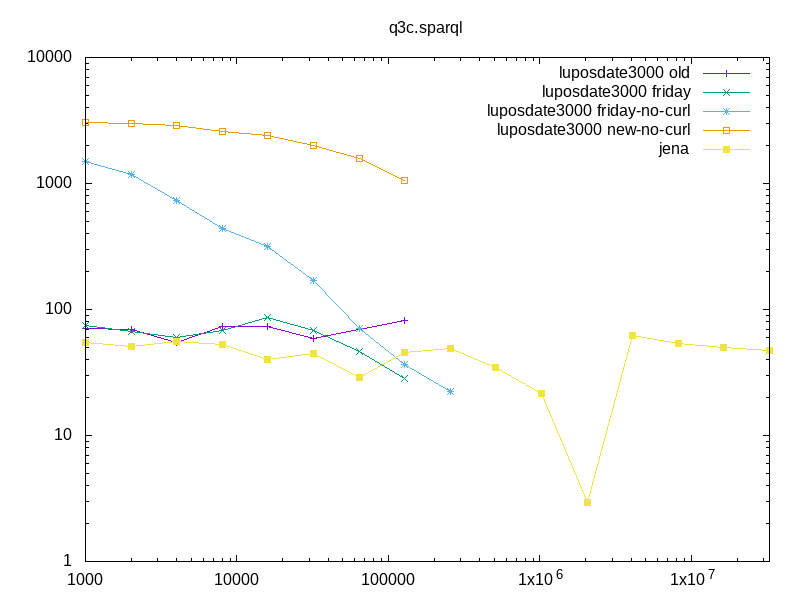 q3c.sparql
10000
1000
100
10
1
luposdate3000 old
luposdate3000 friday
luposdate3000 friday-no-curl
luposdate3000 new-no-curl
jena
1000 10000 100000 1x10^6 1x10^7